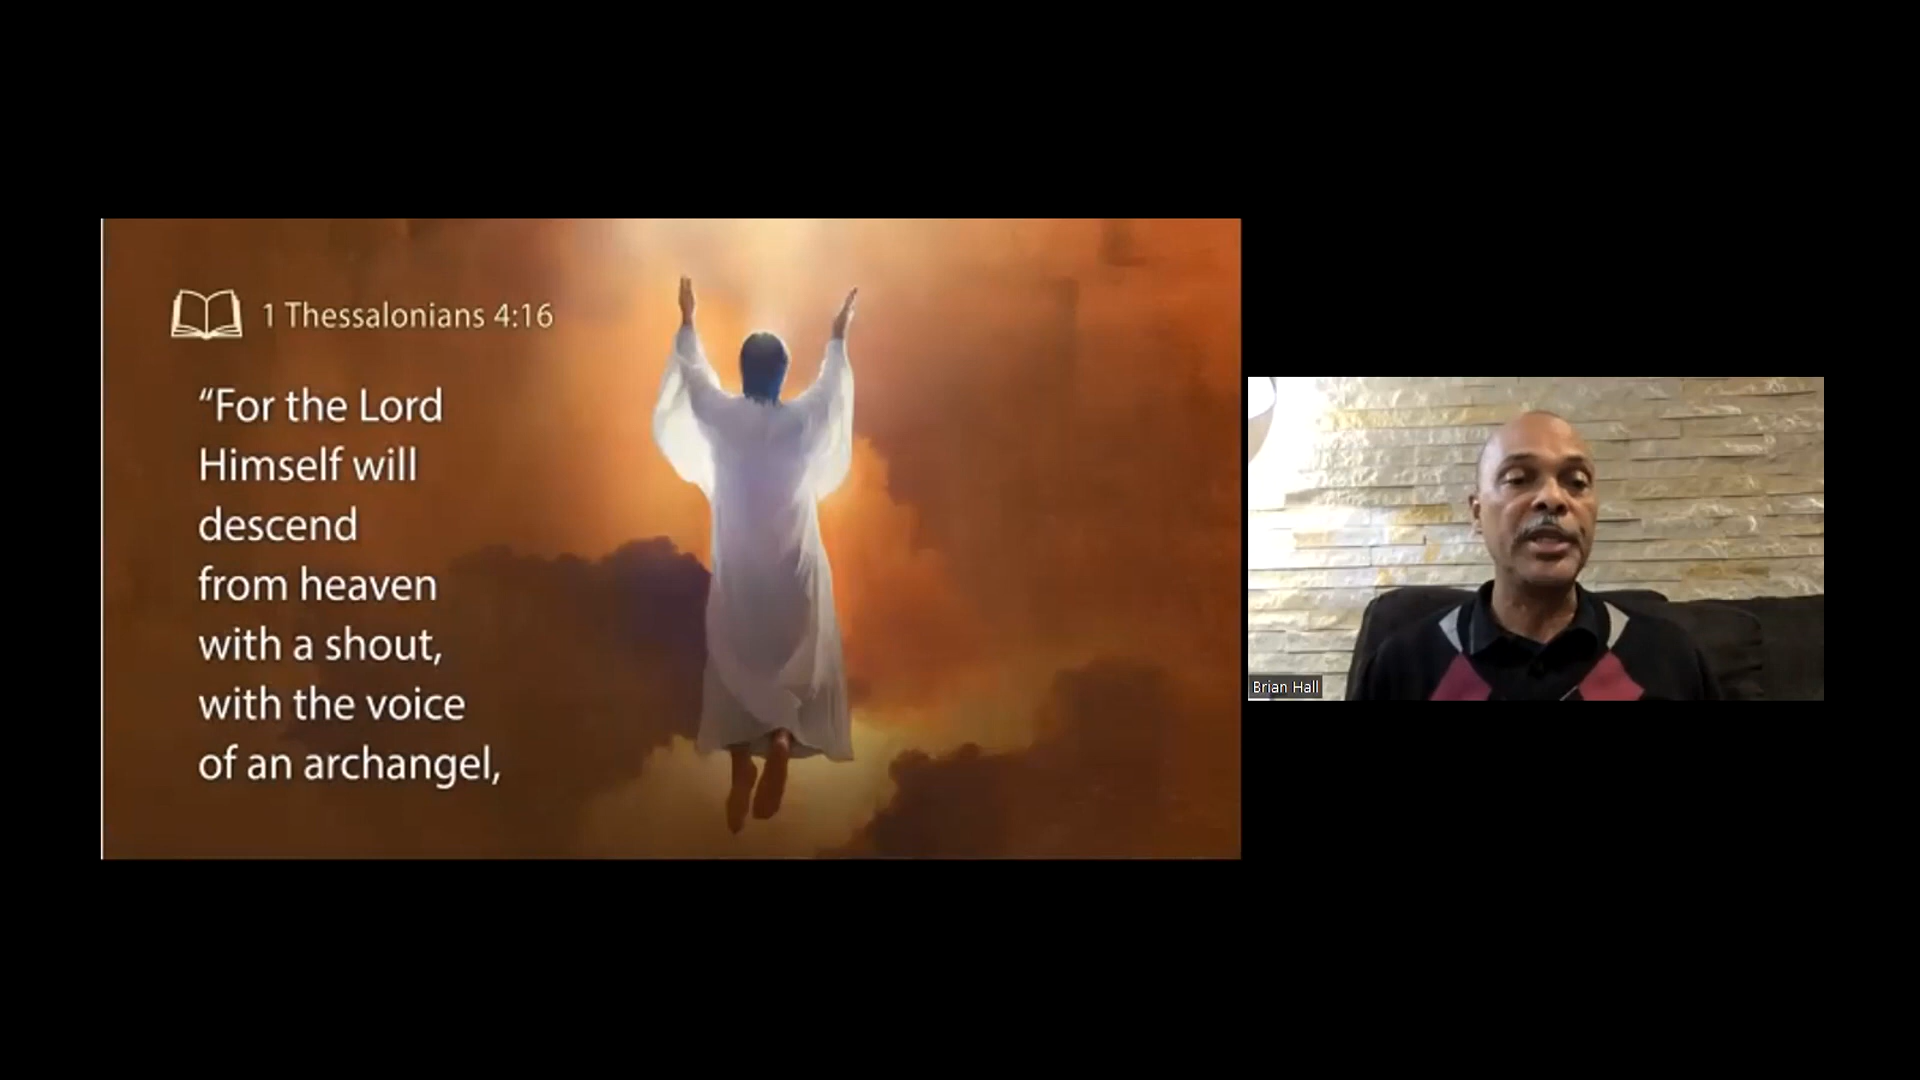 1 Thessalonians 4:16
“For the Lord
Himself will
descend
from heaven
with a shout,
with the voice
of an archangel,
Brian Hall